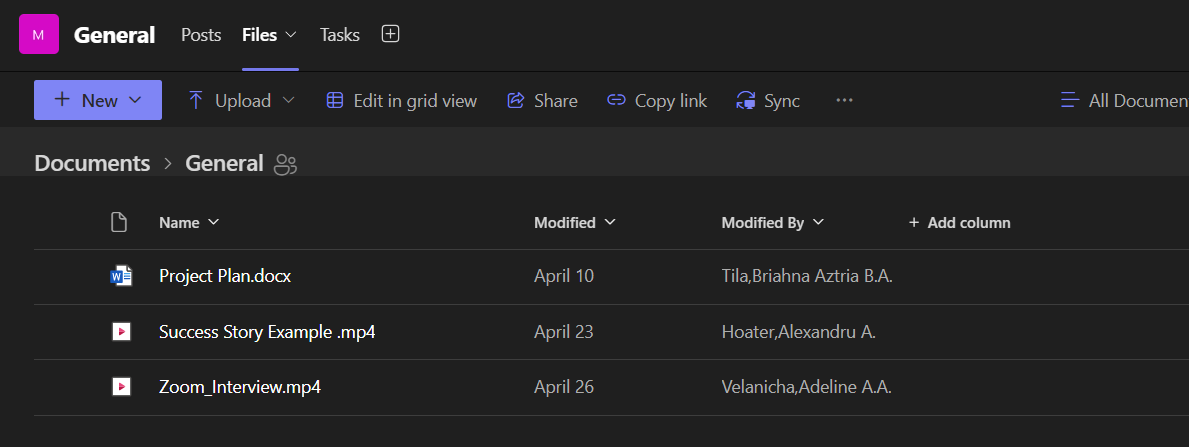 M General Posts Files Tasks
New Upload Edit in grid view Share Copy link Sync ... All Documen
Documents > General
Name Modified Modified By + Add column
Project Plan.docx April 10 Tila,Briahna Aztria B.A.
Success Story Example .mp4 April 23 Hoater,Alexandru A.
Zoom_Interview.mp4 April 26 Velanicha,Adeline A.A.